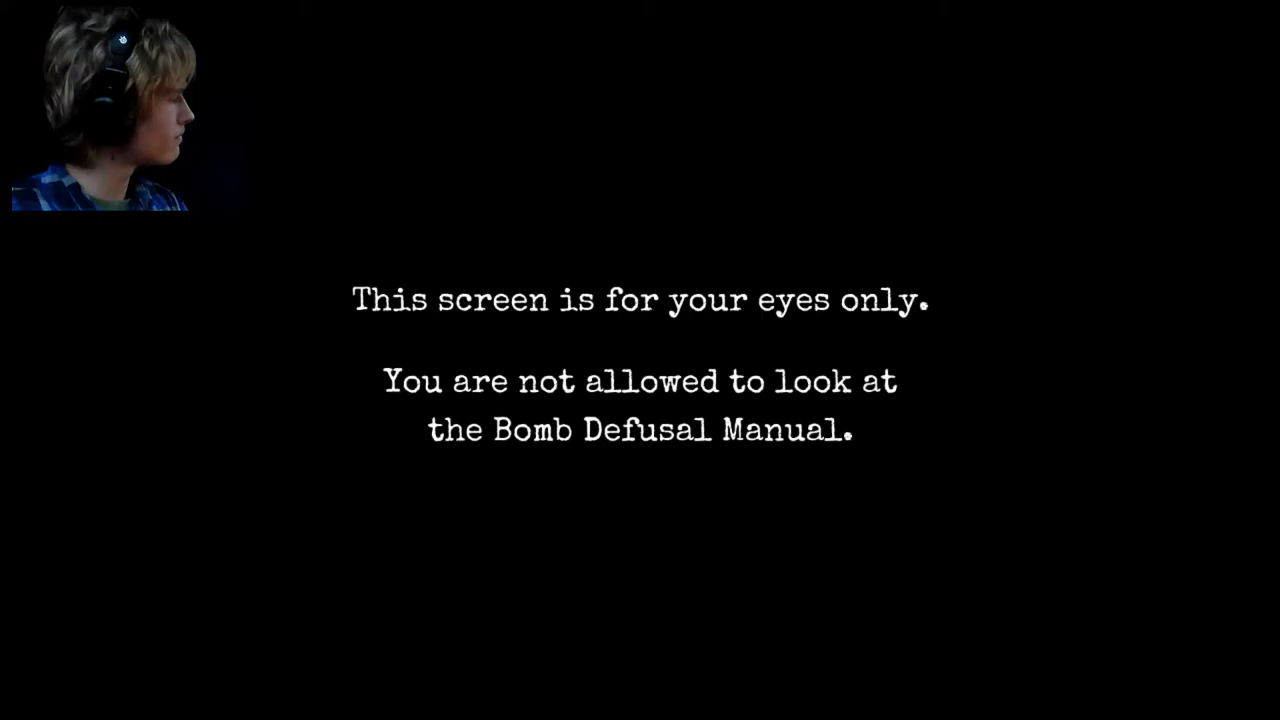 This screen is for your eyes only.
You are not allowed to look at
the Bomb Defusal Manual.